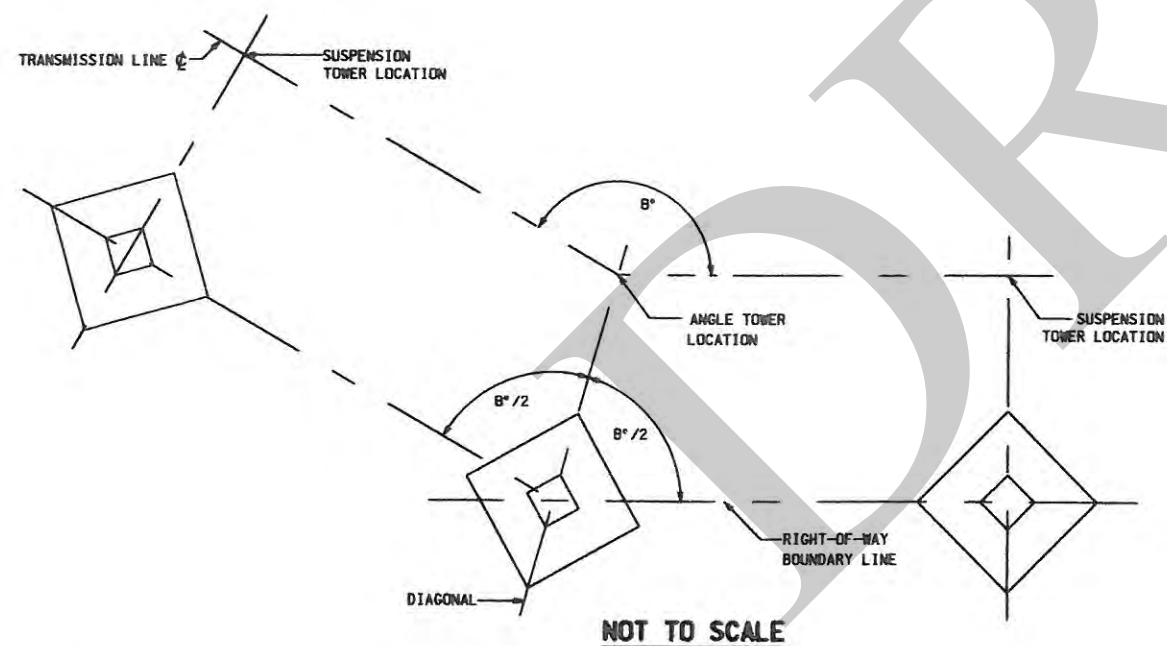 TRANSMISSION LINE ℄
SUSPENSION
TOWER LOCATION
B°
ANGLE TOWER
LOCATION
SUSPENSION
TOWER LOCATION
B°/2
B°/2
RIGHT-OF-WAY
BOUNDARY LINE
DIAGONAL
NOT TO SCALE
DR